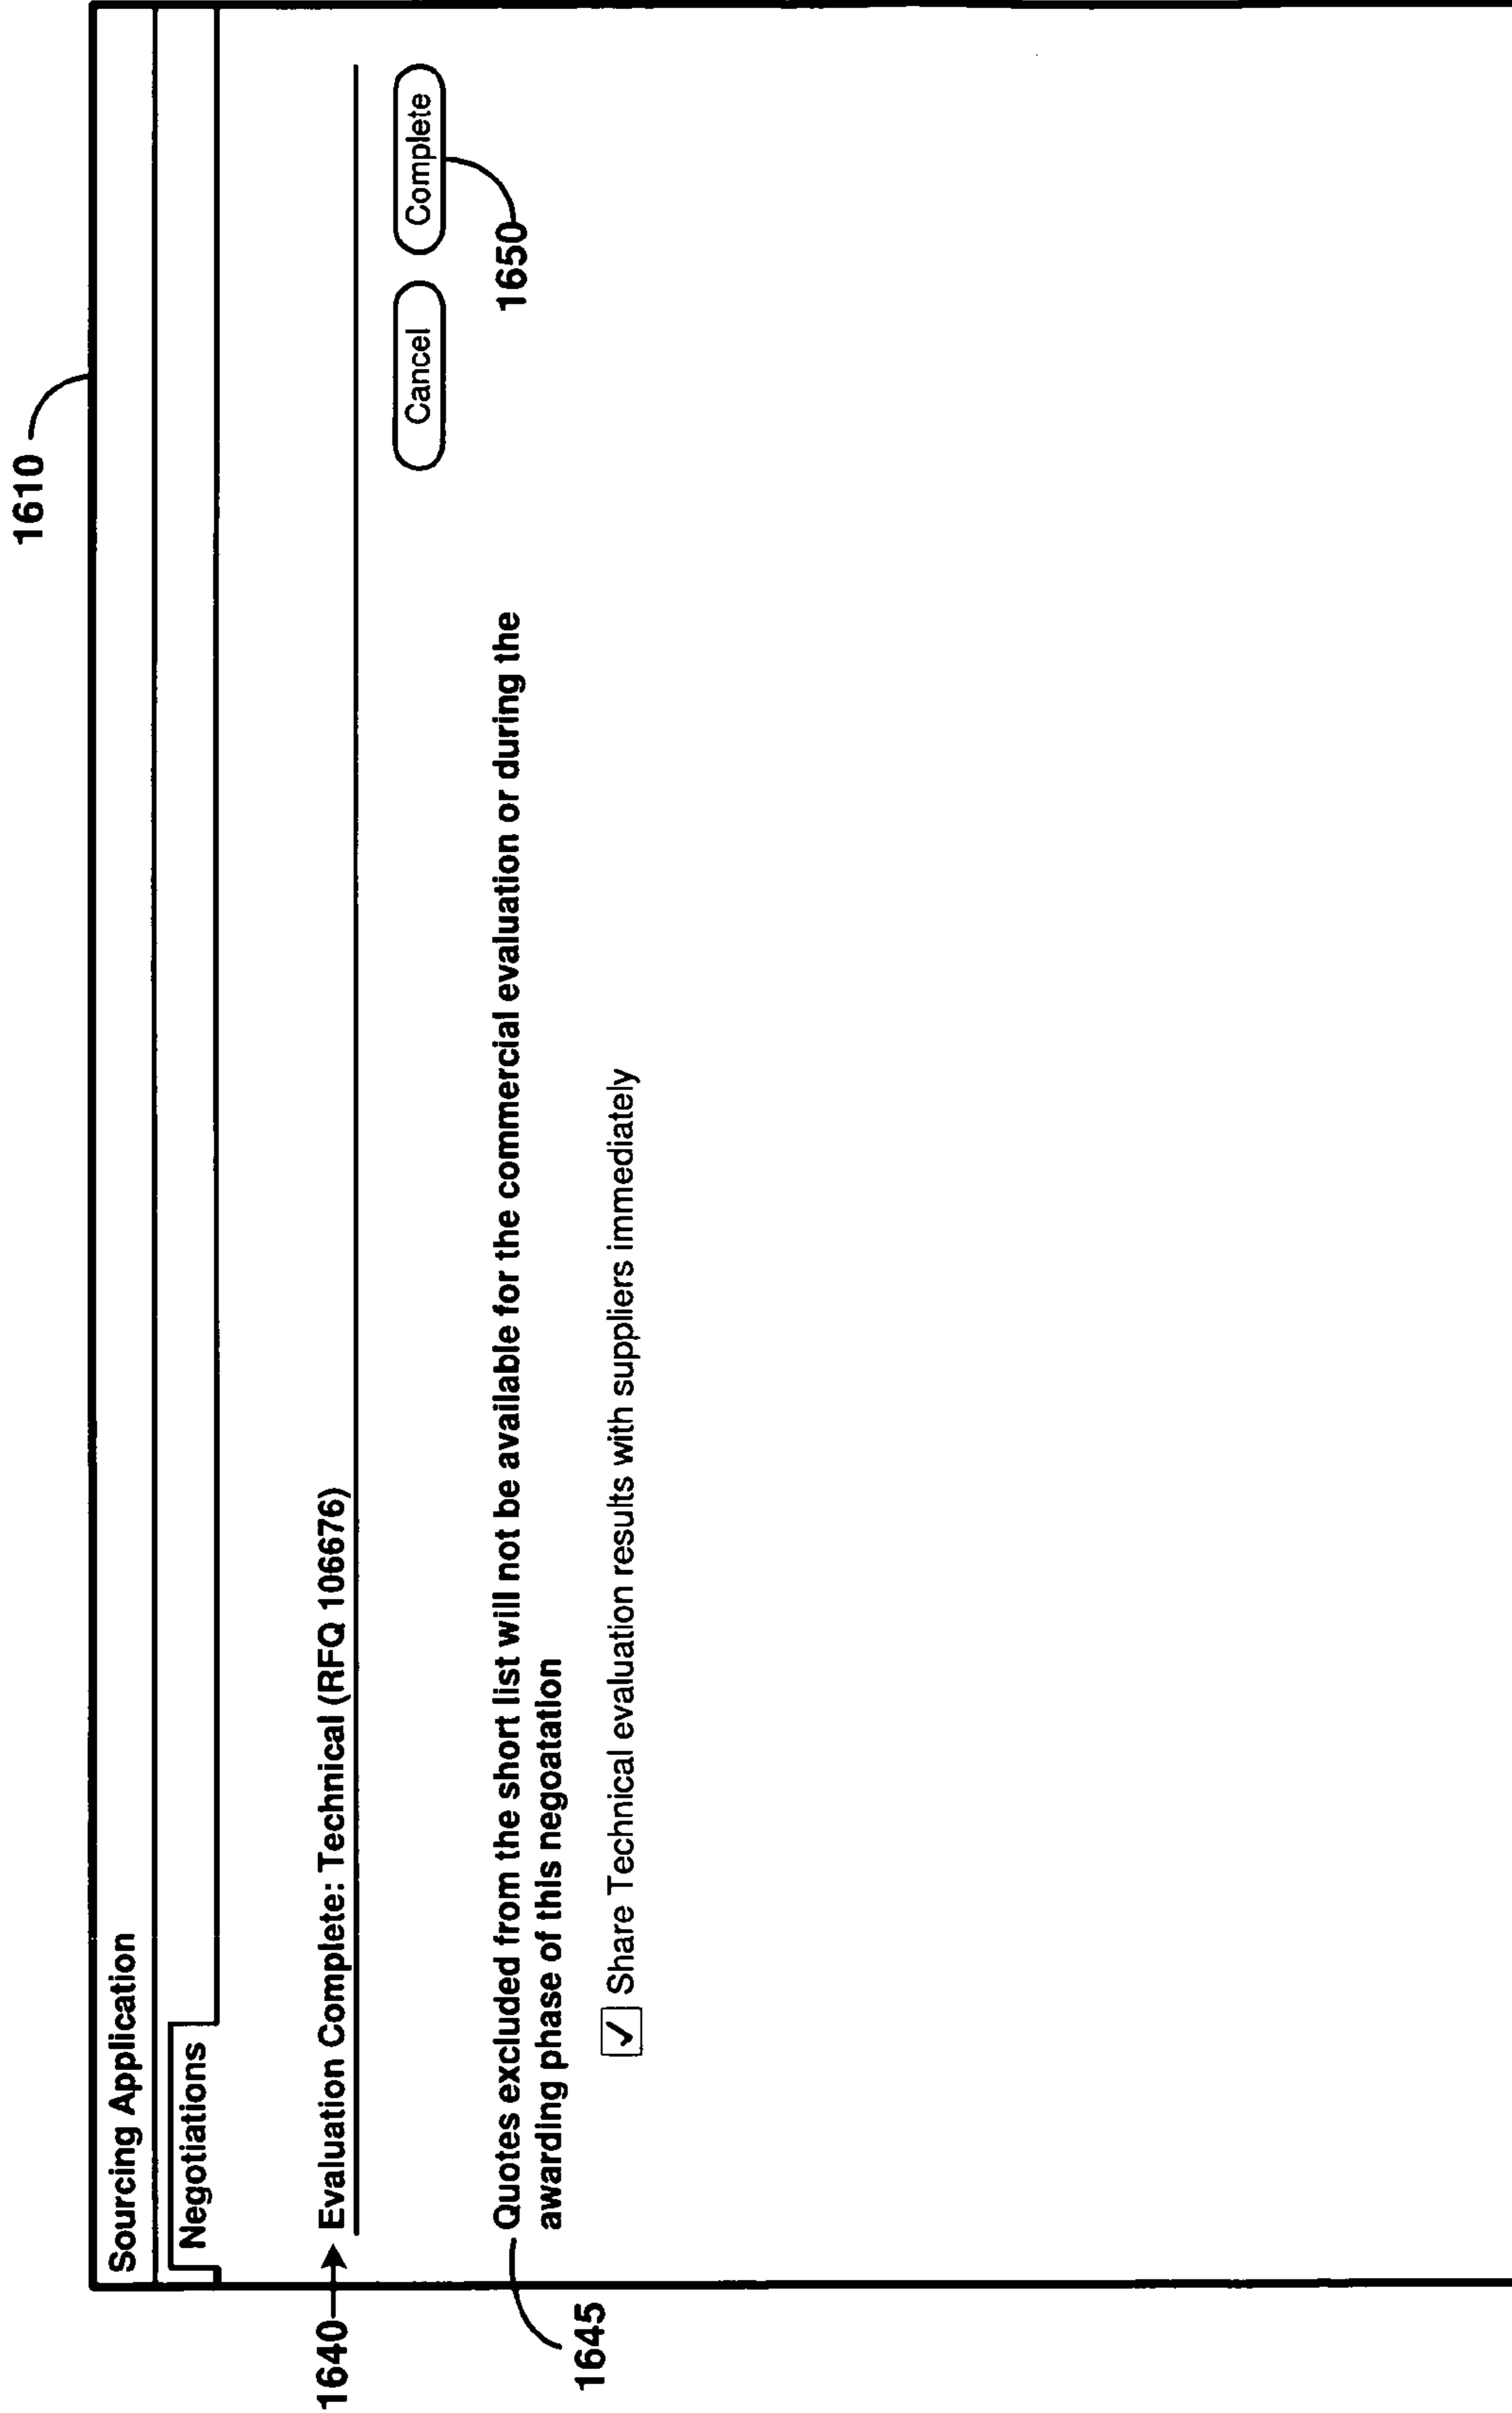 1610
Sourcing Application
Negotiations
1640
Evaluation Complete: Technical (RFQ 106676)
Cancel
Complete
1650
Quotes excluded from the short list will not be available for the commercial evaluation or during the
awarding phase of this negoatation
1645
Share Technical evaluation results with suppliers immediately